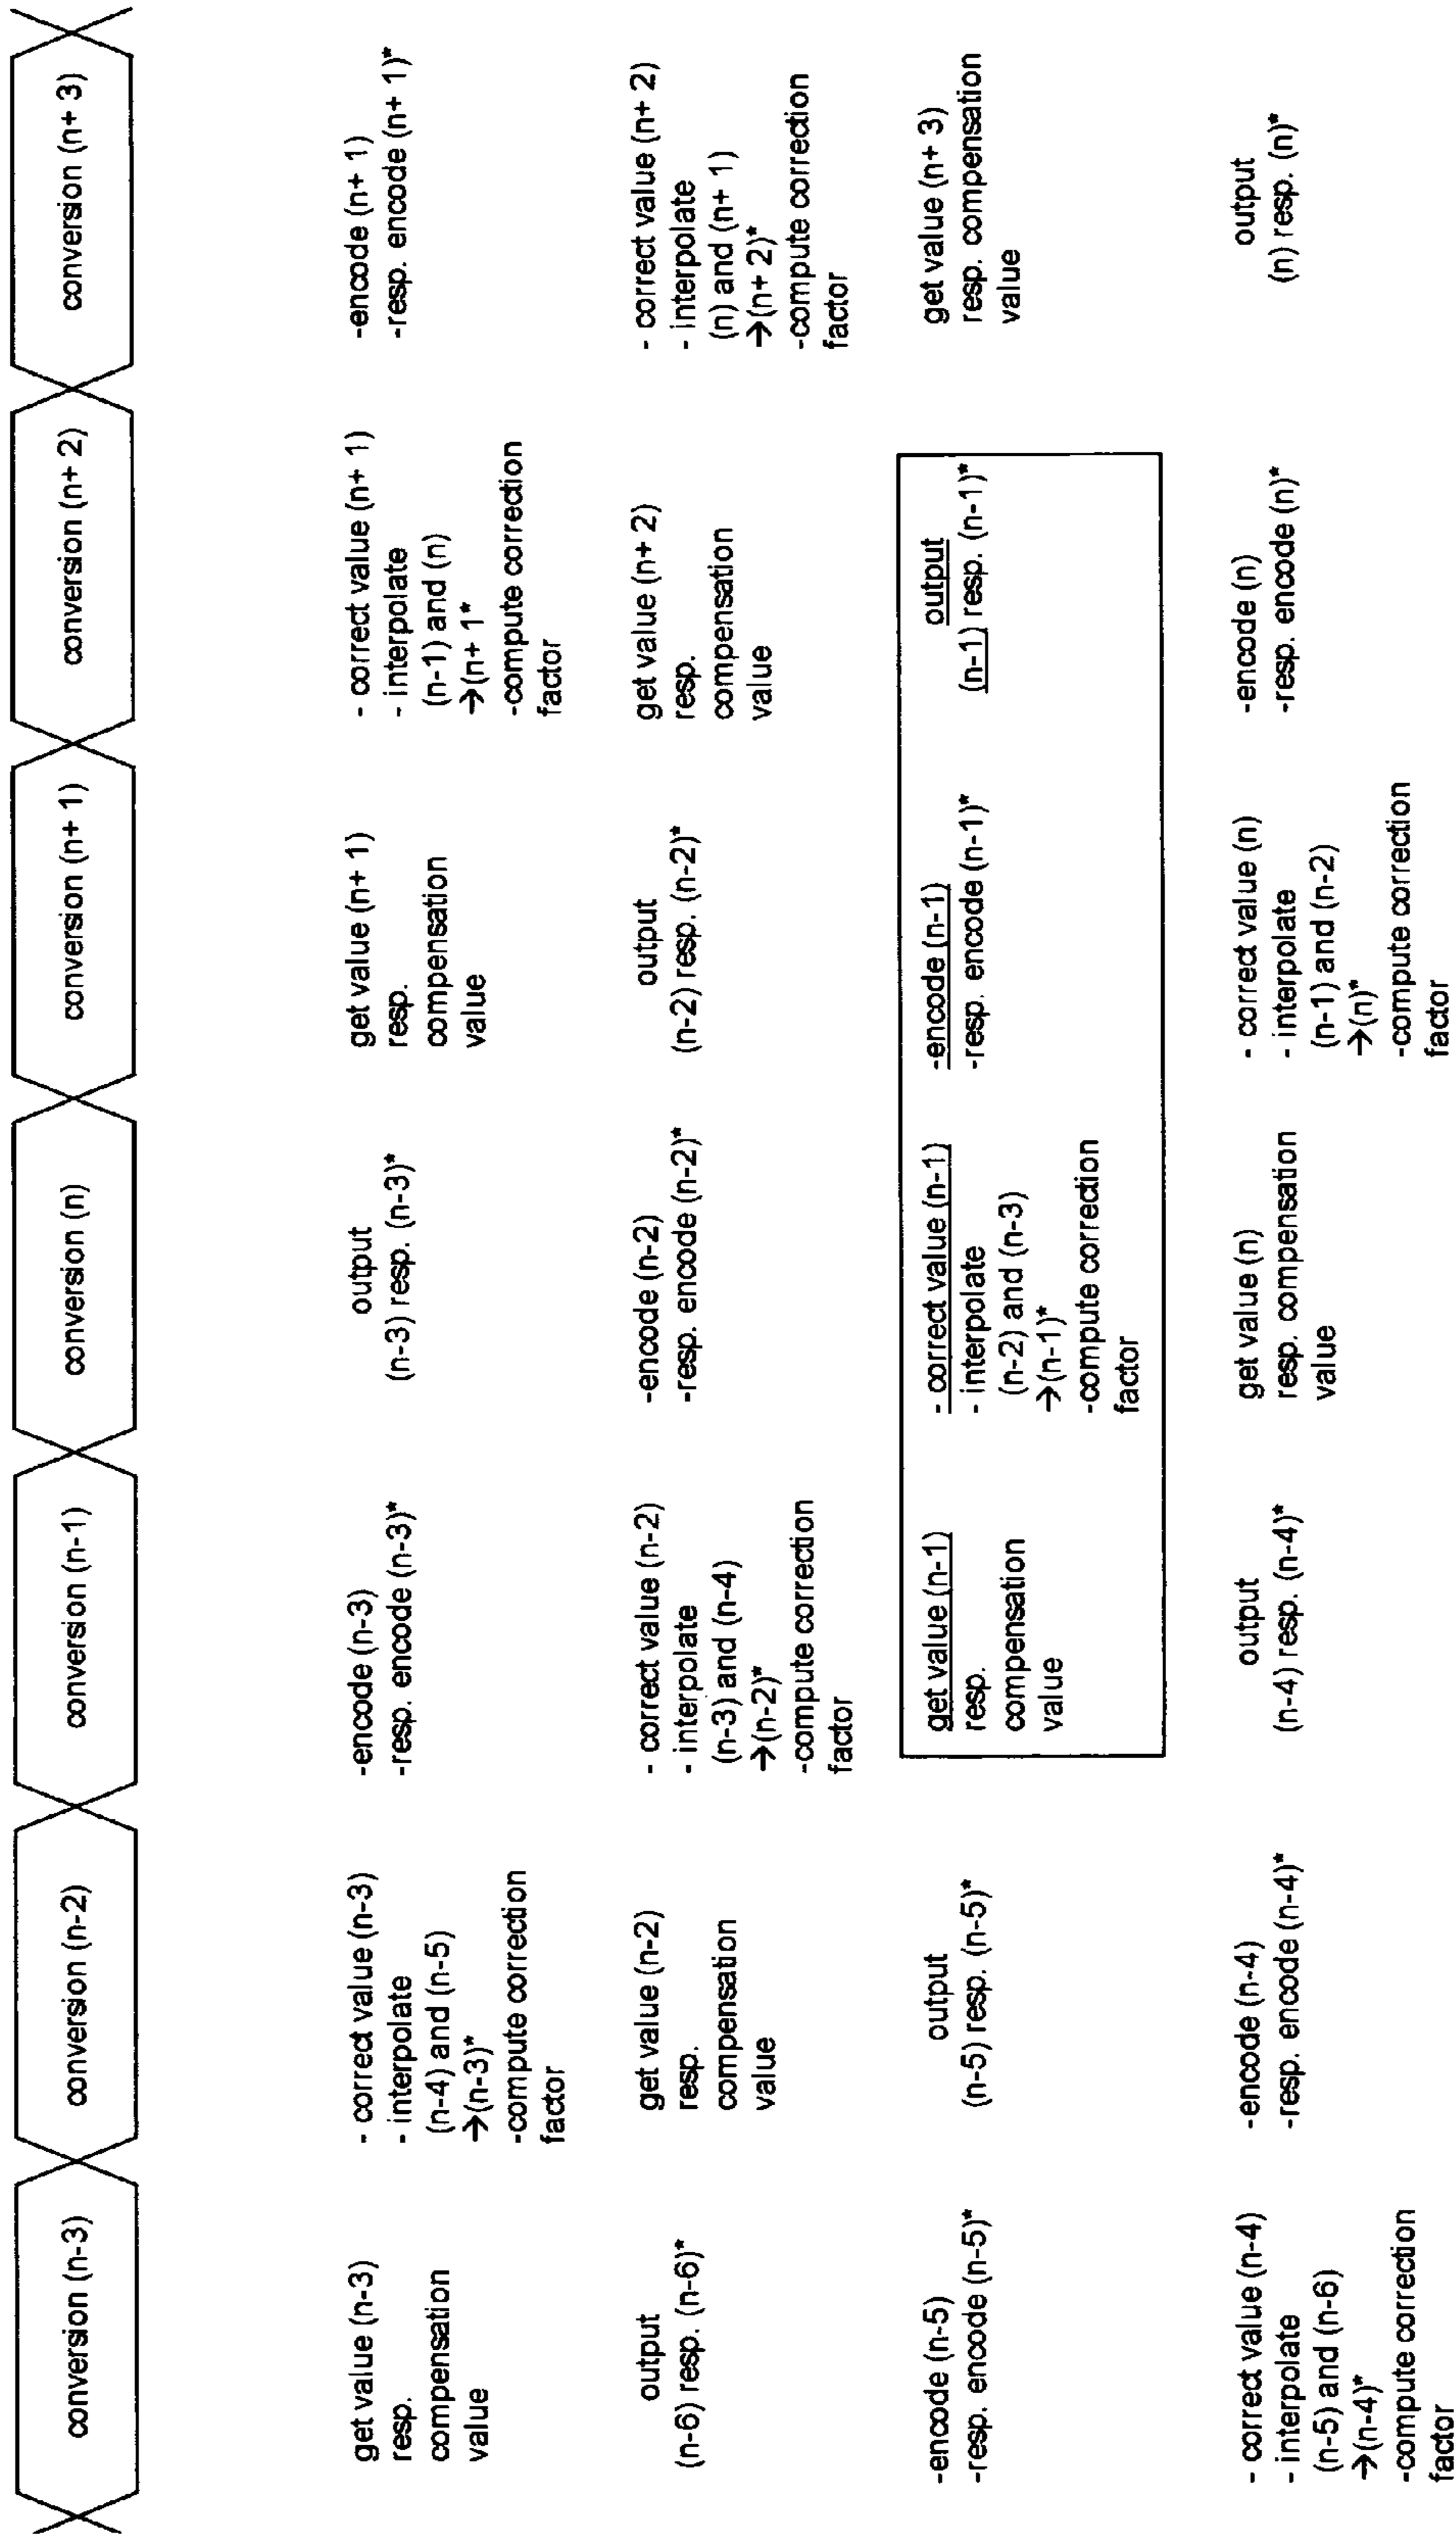 conversion (n-3)
conversion (n-2)
conversion (n-1)
conversion (n)
conversion (n+ 1)
conversion (n+ 2)
conversion (n+ 3)
get value (n-3)
resp.
compensation
value
- correct value (n-3)
- interpolate
(n-4) and (n-5)
→(n-3)*
-compute correction
factor
-encode (n-3)
-resp. encode (n-3)*
output
(n-3) resp. (n-3)*
get value (n+ 1)
resp.
compensation
value
- correct value (n+ 1)
- interpolate
(n-1) and (n)
→(n+ 1*
-compute correction
factor
-encode (n+ 1)
-resp. encode (n+ 1)*
output
(n-6) resp. (n-6)*
get value (n-2)
resp.
compensation
value
- correct value (n-2)
- interpolate
(n-3) and (n-4)
→(n-2)*
-compute correction
factor
-encode (n-2)
-resp. encode (n-2)*
output
(n-2) resp. (n-2)*
get value (n+ 2)
resp.
compensation
value
- correct value (n+ 2)
- interpolate
(n) and (n+ 1)
→(n+ 2)*
-compute correction
factor
-encode (n-5)
-resp. encode (n-5)*
output
(n-5) resp. (n-5)*
get value (n-1)
resp.
compensation
value
- correct value (n-1)
- interpolate
(n-2) and (n-3)
→(n-1)*
-compute correction
factor
-encode (n-1)
-resp. encode (n-1)*
output
(n-1) resp. (n-1)*
get value (n+ 3)
resp. compensation
value
- correct value (n-4)
- interpolate
(n-5) and (n-6)
→(n-4)*
-compute correction
factor
-encode (n-4)
-resp. encode (n-4)*
output
(n-4) resp. (n-4)*
get value (n)
resp. compensation
value
- correct value (n)
- interpolate
(n-1) and (n-2)
→(n)*
-compute correction
factor
-encode (n)
-resp. encode (n)*
output
(n) resp. (n)*